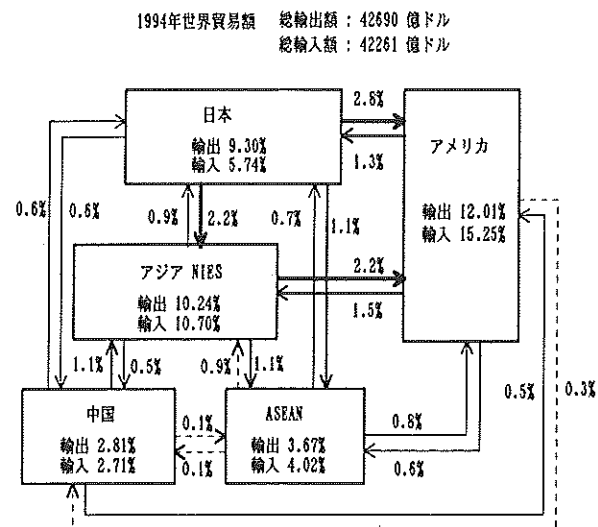 1994年世界貿易額 総輸出額 : 42690 億ドル
総輸入額 : 42261 億ドル
日本
輸出 9.30%
輸入 5.74%
2.6%
1.3%
アメリカ
輸出 12.01%
輸入 15.25%
0.6%
0.6%
0.9%
2.2%
0.7%
1.1%
アジア NIES
輸出 10.24%
輸入 10.70%
2.2%
1.5%
1.1%
0.5%
0.9%
1.1%
中国
輸出 2.81%
輸入 2.71%
0.1%
0.1%
ASEAN
輸出 3.67%
輸入 4.02%
0.8%
0.6%
0.5%
0.3%